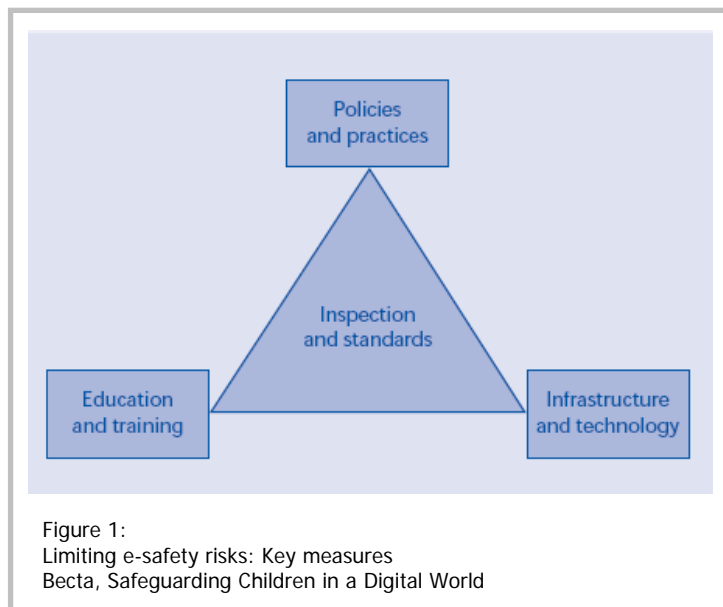 Policies
and practices
Inspection
and standards
Education
and training
Infrastructure
and technology
Figure 1:
Limiting e-safety risks: Key measures
Becta, Safeguarding Children in a Digital World